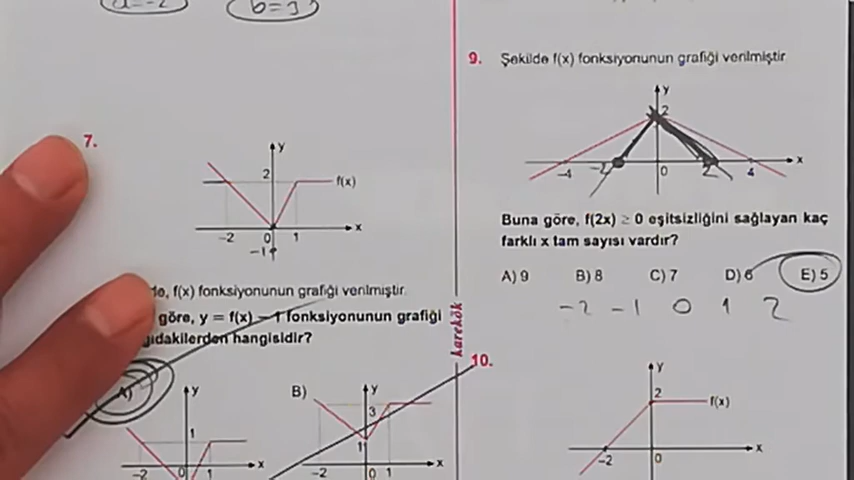 a=-2 b=3
7.
y
2
f(x)
-2 0 1 x
-1
f(x) fonksiyonunun grafiği verilmiştir.
göre, y = f(x) - 1 fonksiyonunun grafiği
hangisidir?
A)
y
1
-2 0 1 x
B)
y
3
1
-2 0 1 x
karekök
9. Şekilde f(x) fonksiyonunun grafiği verilmiştir
y
2
-4 -2 0 2 4 x
Buna göre, f(2x) ≥ 0 eşitsizliğini sağlayan kaç
farklı x tam sayısı vardır?
A) 9 B) 8 C) 7 D) 6 E) 5
-2 -1 0 1 2
10.
y
2
f(x)
-2 0 x